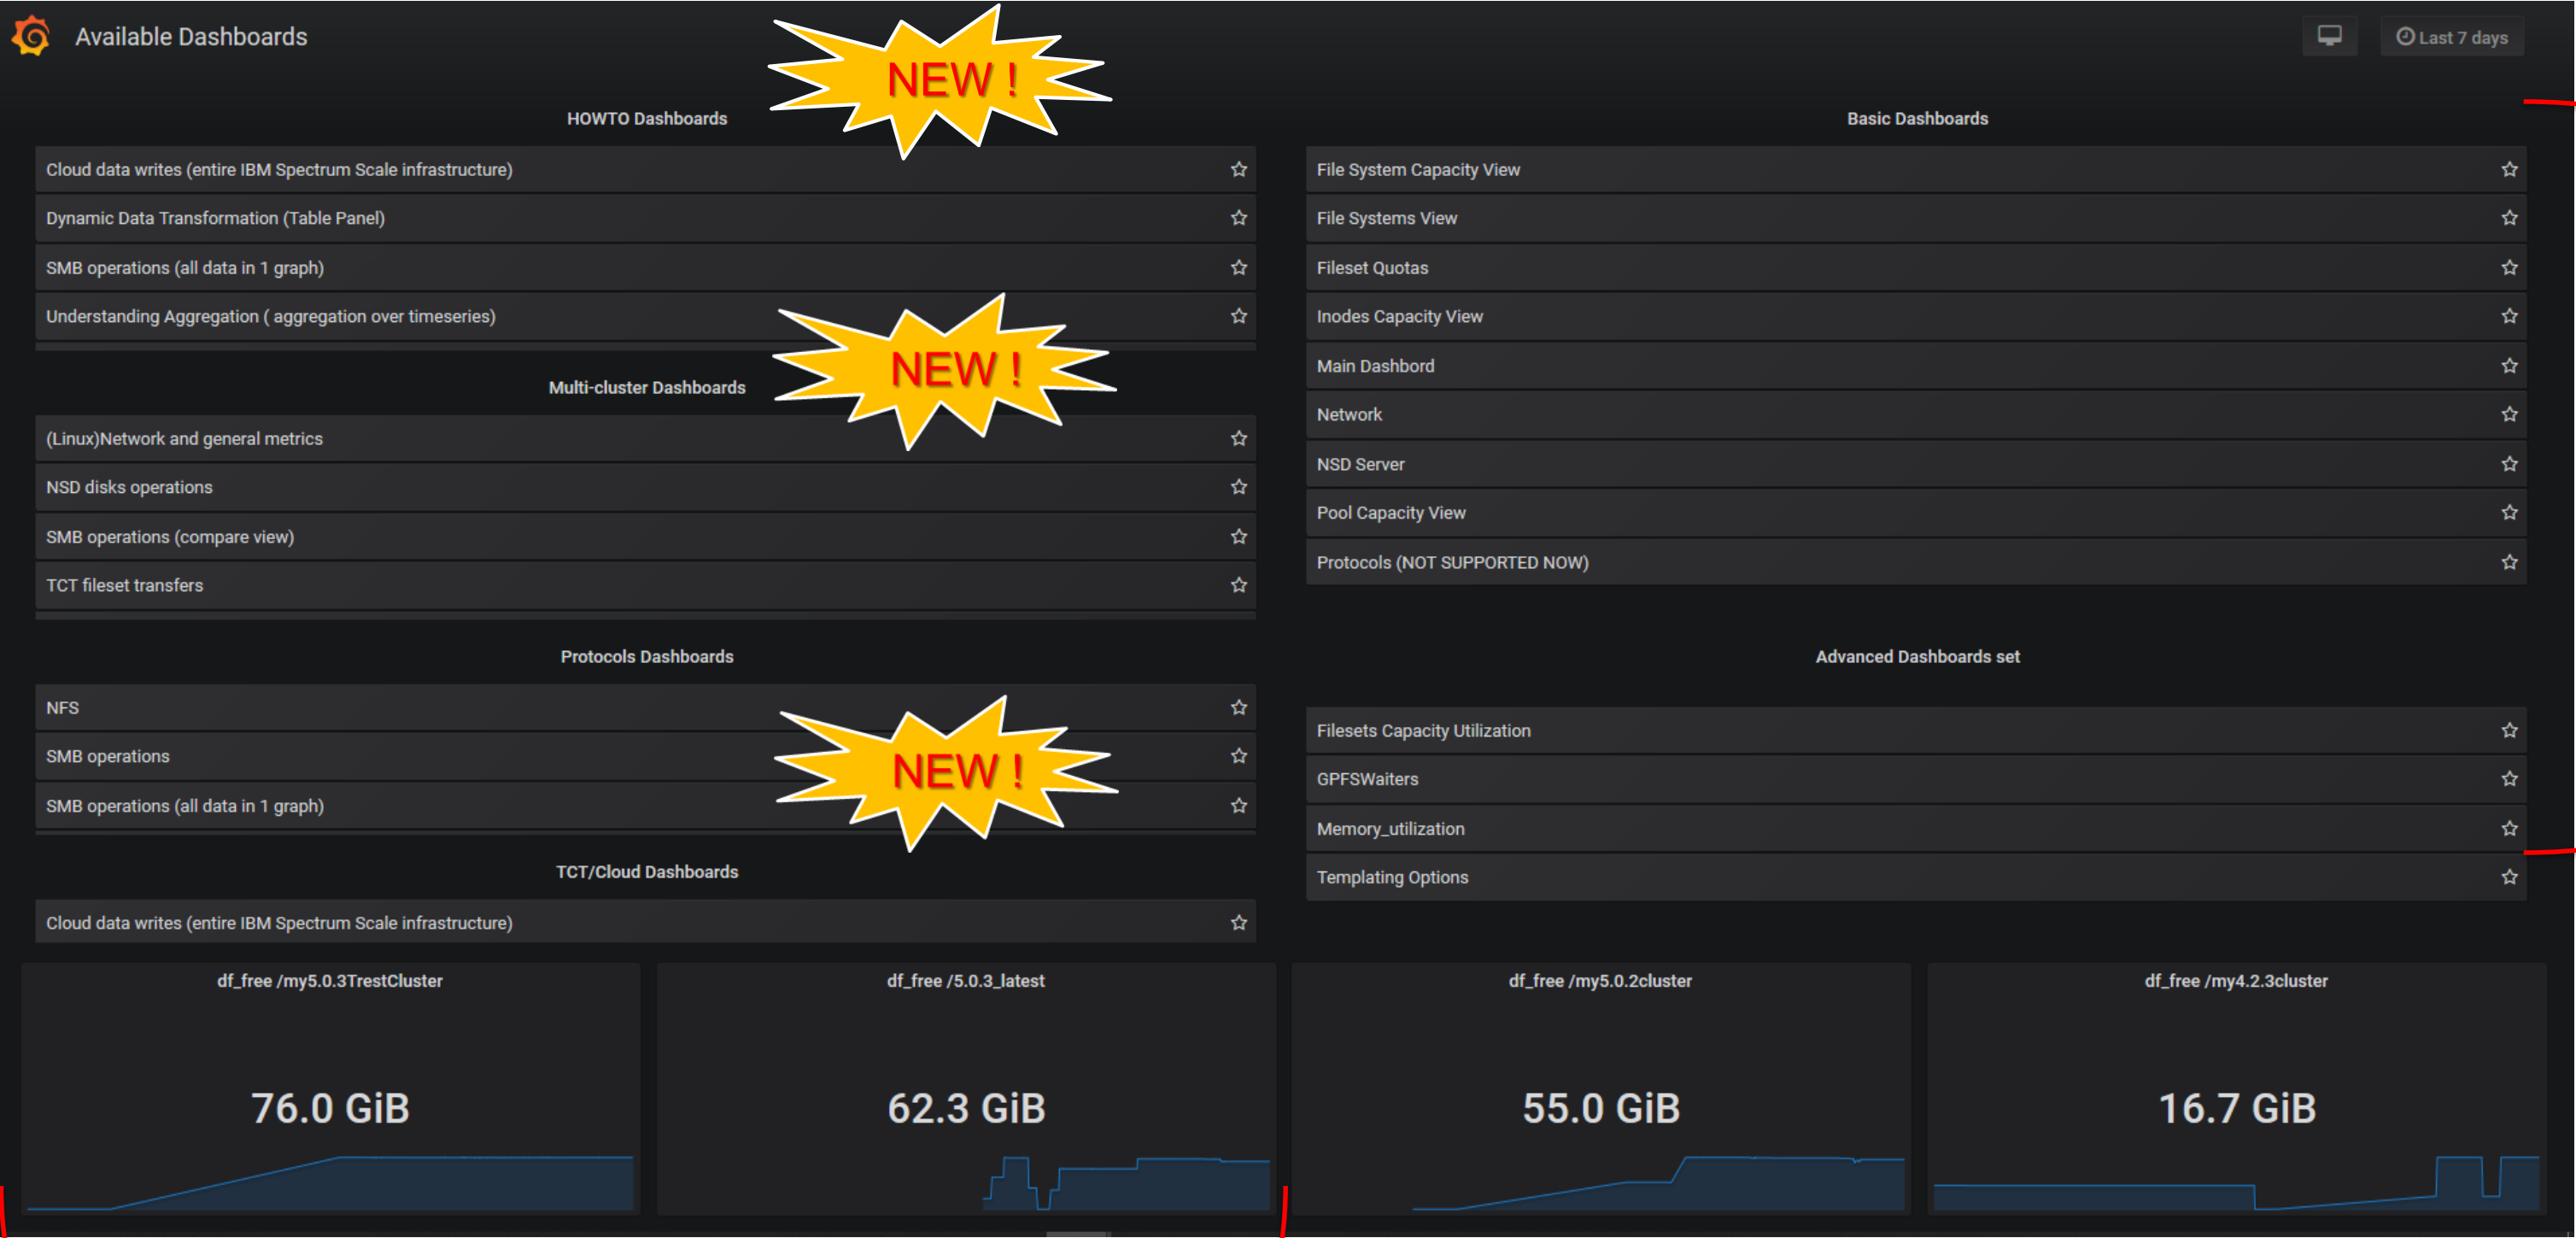 Available Dashboards
Last 7 days
NEW !
HOWTO Dashboards
Cloud data writes (entire IBM Spectrum Scale infrastructure)
Dynamic Data Transformation (Table Panel)
SMB operations (all data in 1 graph)
Understanding Aggregation ( aggregation over timeseries)
NEW !
Multi-cluster Dashboards
(Linux)Network and general metrics
NSD disks operations
SMB operations (compare view)
TCT fileset transfers
Protocols Dashboards
NFS
SMB operations
SMB operations (all data in 1 graph)
NEW !
TCT/Cloud Dashboards
Cloud data writes (entire IBM Spectrum Scale infrastructure)
Basic Dashboards
File System Capacity View
File Systems View
Fileset Quotas
Inodes Capacity View
Main Dashbord
Network
NSD Server
Pool Capacity View
Protocols (NOT SUPPORTED NOW)
Advanced Dashboards set
Filesets Capacity Utilization
GPFSWaiters
Memory_utilization
Templating Options
df_free /my5.0.3TrestCluster
76.0 GiB
df_free /5.0.3_latest
62.3 GiB
df_free /my5.0.2cluster
55.0 GiB
df_free /my4.2.3cluster
16.7 GiB